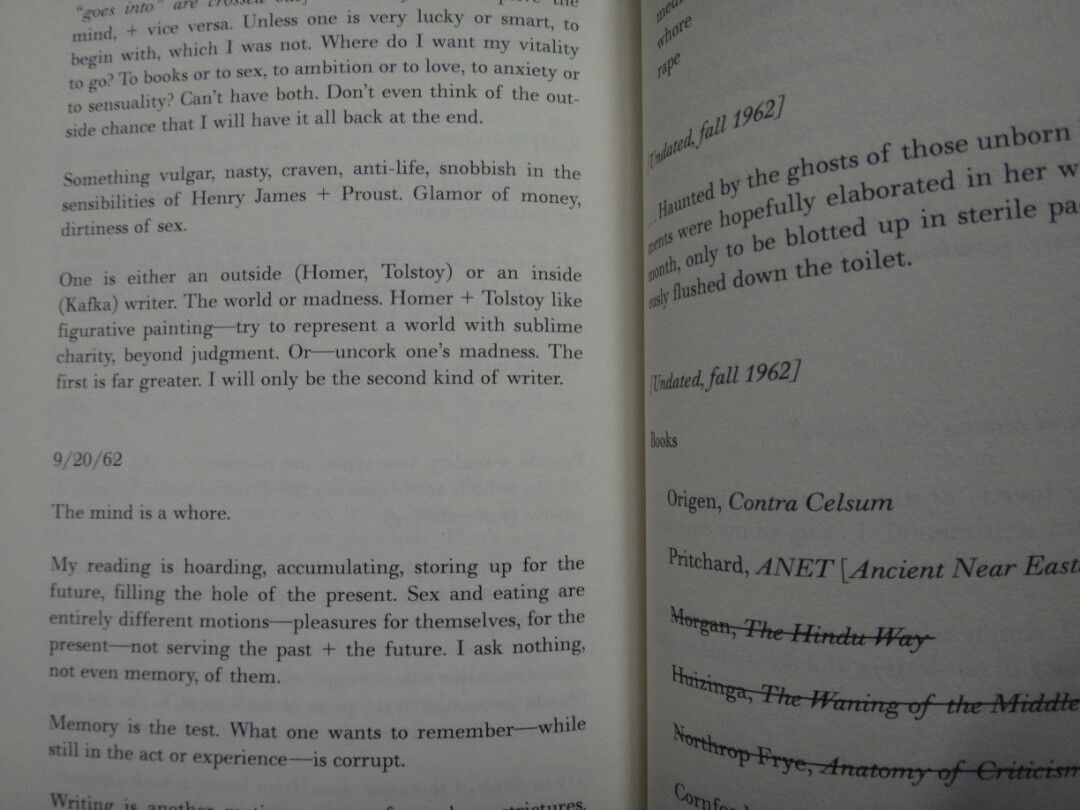 "goes into" are crossed out] the
mind, + vice versa. Unless one is very lucky or smart, to
begin with, which I was not. Where do I want my vitality
to go? To books or to sex, to ambition or to love, to anxiety or
to sensuality? Can't have both. Don't even think of the out-
side chance that I will have it all back at the end.
Something vulgar, nasty, craven, anti-life, snobbish in the
sensibilities of Henry James + Proust. Glamor of money,
dirtiness of sex.
One is either an outside (Homer, Tolstoy) or an inside
(Kafka) writer. The world or madness. Homer + Tolstoy like
figurative painting—try to represent a world with sublime
charity, beyond judgment. Or—uncork one's madness. The
first is far greater. I will only be the second kind of writer.
9/20/62
The mind is a whore.
My reading is hoarding, accumulating, storing up for the
future, filling the hole of the present. Sex and eating are
entirely different motions—pleasures for themselves, for the
present—not serving the past + the future. I ask nothing,
not even memory, of them.
Memory is the test. What one wants to remember—while
still in the act or experience—is corrupt.
Writing is another
whore
rape
[Undated, fall 1962]
... Haunted by the ghosts of those unborn
ments were hopefully elaborated in her w
month, only to be blotted up in sterile pa
ously flushed down the toilet.
[Undated, fall 1962]
Books
Origen, Contra Celsum
Pritchard, ANET [Ancient Near East
Morgan, The Hindu Way
Huizinga, The Waning of the Middle
Northrop Frye, Anatomy of Criticism